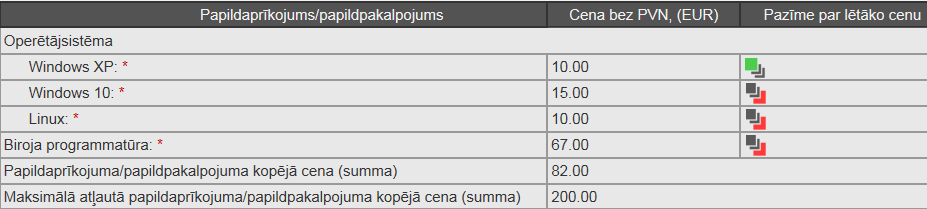 Papildaprīkojums/papildpakalpojums Cena bez PVN, (EUR) Pazīme par lētāko cenu
Operētājsistēma
Windows XP: * 10.00
Windows 10: * 15.00
Linux: * 10.00
Biroja programmatūra: * 67.00
Papildaprīkojuma/papildpakalpojuma kopējā cena (summa) 82.00
Maksimālā atļautā papildaprīkojuma/papildpakalpojuma kopējā cena (summa) 200.00